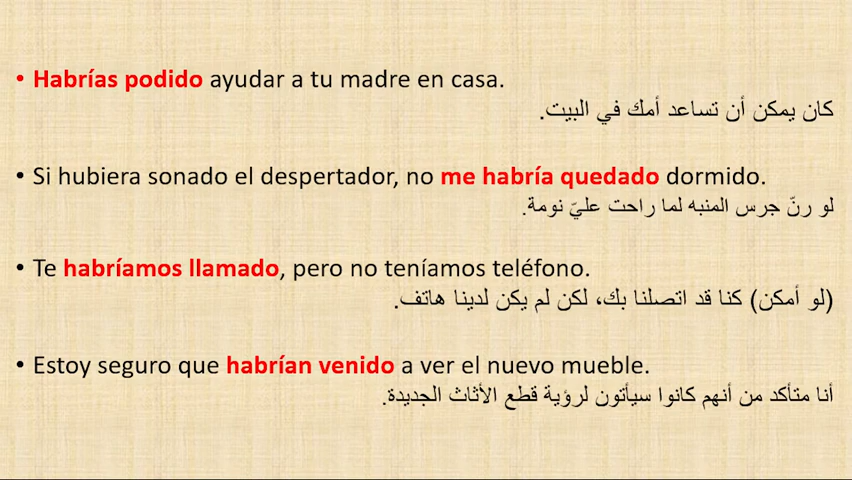 • Habrías podido ayudar a tu madre en casa.
كان يمكن أن تساعد أمك في البيت.
• Si hubiera sonado el despertador, no me habría quedado dormido.
لو رنّ جرس المنبه لما راحت عليّ نومة.
• Te habríamos llamado, pero no teníamos teléfono.
(لو أمكن) كنا قد اتصلنا بك، لكن لم يكن لدينا هاتف.
• Estoy seguro que habrían venido a ver el nuevo mueble.
أنا متأكد من أنهم كانوا سيأتون لرؤية قطع الأثاث الجديدة.